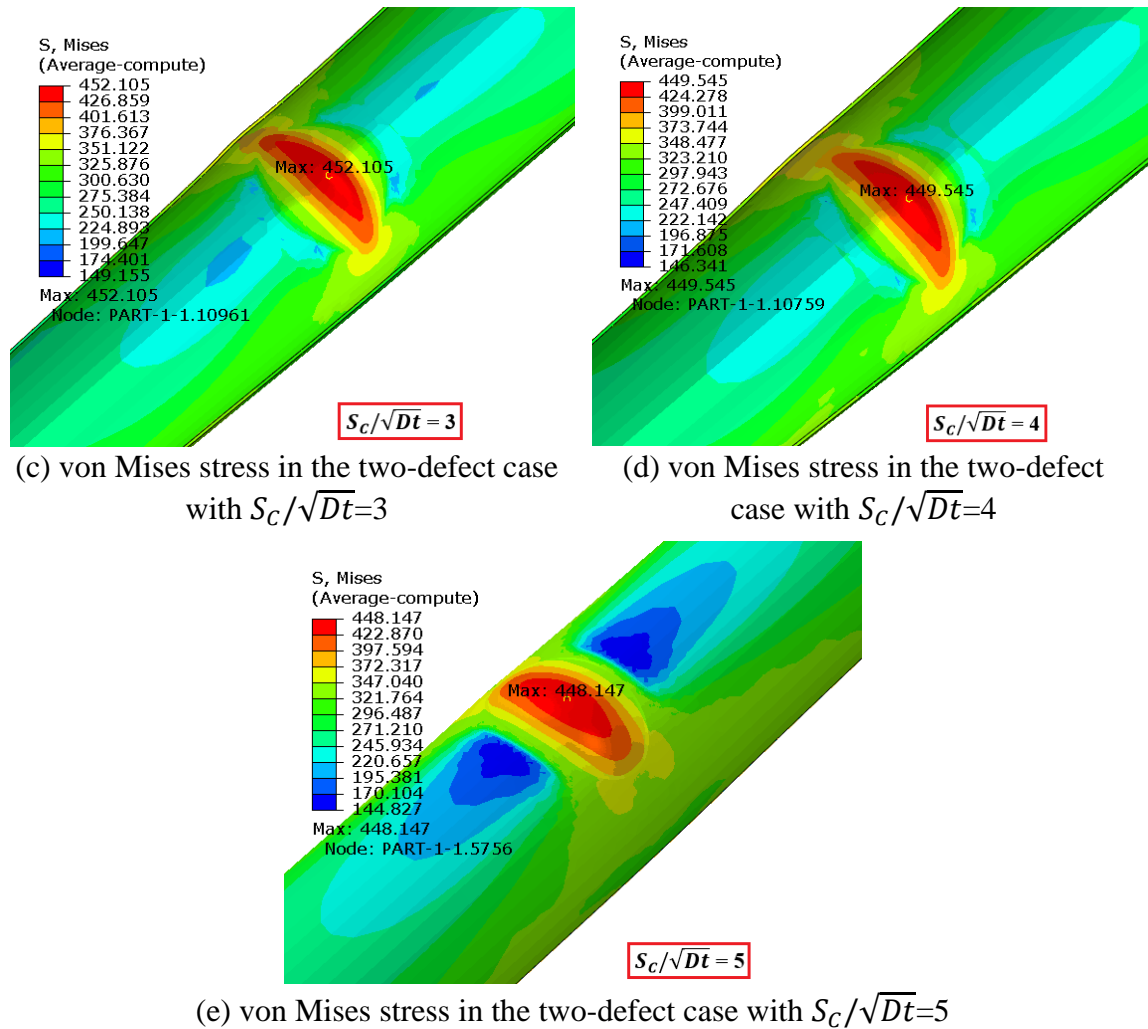 S, Mises
(Average-compute)
452.105
426.859
401.613
376.367
351.122
325.876
300.630
275.384
250.138
224.893
199.647
174.401
149.155
Max: 452.105
Node: PART-1-1.10961
Max: 452.105
S_C/√Dt = 3
(c) von Mises stress in the two-defect case
with S_C/√Dt=3
S, Mises
(Average-compute)
449.545
424.278
399.011
373.744
348.477
323.210
297.943
272.676
247.409
222.142
196.875
171.608
146.341
Max: 449.545
Node: PART-1-1.10759
Max: 449.545
S_C/√Dt = 4
(d) von Mises stress in the two-defect
case with S_C/√Dt=4
S, Mises
(Average-compute)
448.147
422.870
397.594
372.317
347.040
321.764
296.487
271.210
245.934
220.657
195.381
170.104
144.827
Max: 448.147
Node: PART-1-1.5756
Max: 448.147
S_C/√Dt = 5
(e) von Mises stress in the two-defect case with S_C/√Dt=5